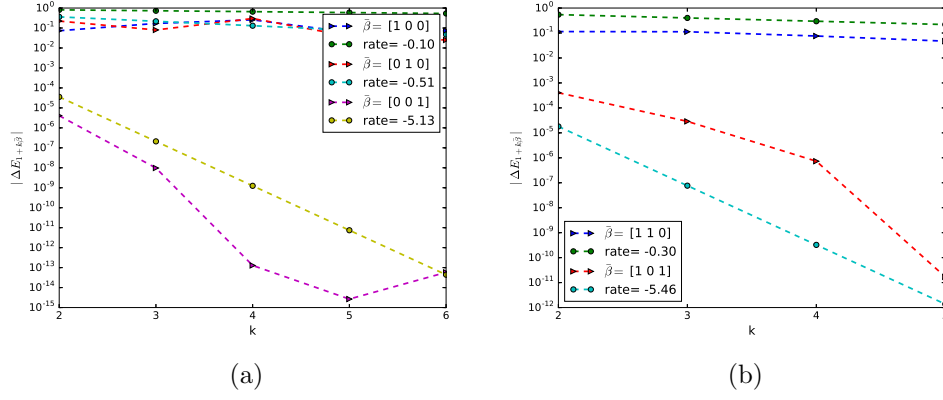 10^0
10^-1
10^-2
10^-3
10^-4
10^-5
10^-6
10^-7
10^-8
10^-9
10^-10
10^-11
10^-12
10^-13
10^-14
10^-15
|ΔE_{1+kβ̄}|
2 3 4 5 6
k
β̄= [1 0 0]
rate= -0.10
β̄= [0 1 0]
rate= -0.51
β̄= [0 0 1]
rate= -5.13
(a)
10^0
10^-1
10^-2
10^-3
10^-4
10^-5
10^-6
10^-7
10^-8
10^-9
10^-10
10^-11
10^-12
|ΔE_{1+kβ̄}|
2 3 4
k
β̄= [1 1 0]
rate= -0.30
β̄= [1 0 1]
rate= -5.46
(b)